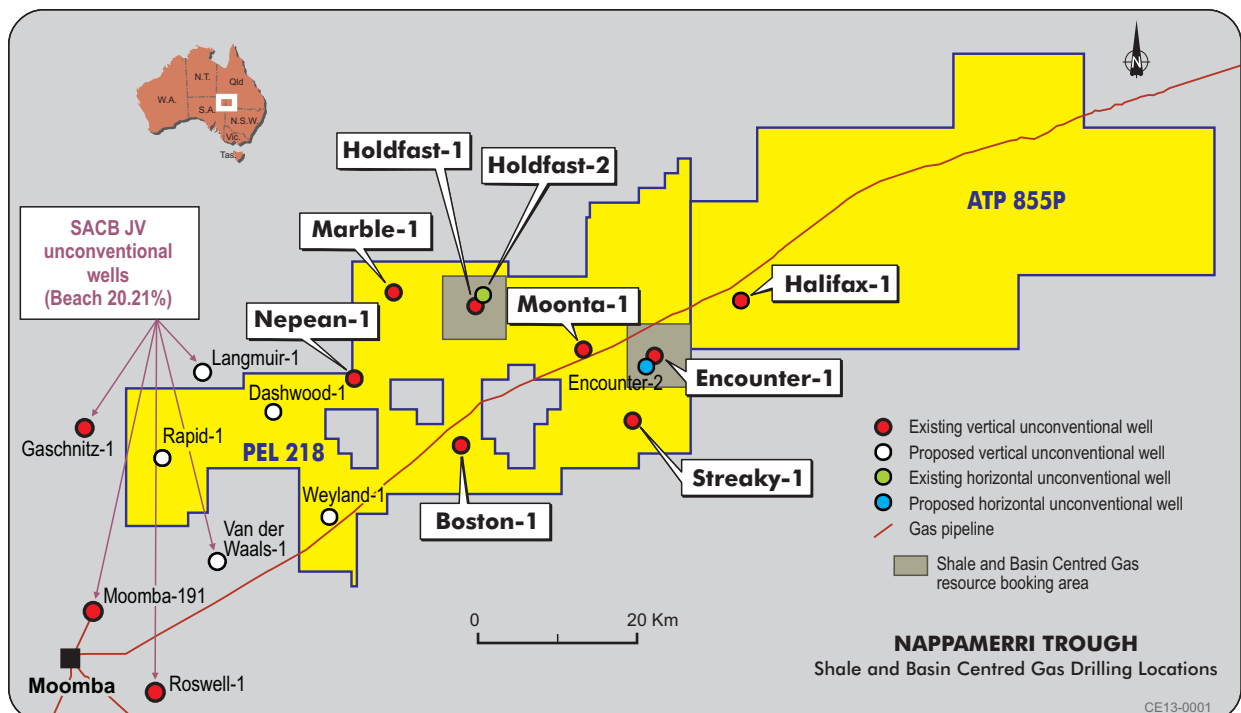 N
N.T.
Qld
W.A.
S.A.
N.S.W.
Vic.
Tas.
Holdfast-1
Holdfast-2
ATP 855P
SACB JV
unconventional
wells
(Beach 20.21%)
Marble-1
Halifax-1
Moonta-1
Nepean-1
Langmuir-1
Encounter-2
Encounter-1
Dashwood-1
Gaschnitz-1
Rapid-1
PEL 218
Streaky-1
Weyland-1
Boston-1
Van der
Waals-1
Moomba-191
Moomba
Roswell-1
Existing vertical unconventional well
Proposed vertical unconventional well
Existing horizontal unconventional well
Proposed horizontal unconventional well
Gas pipeline
Shale and Basin Centred Gas
resource booking area
0 20 Km
NAPPAMERRI TROUGH
Shale and Basin Centred Gas Drilling Locations
CE13-0001